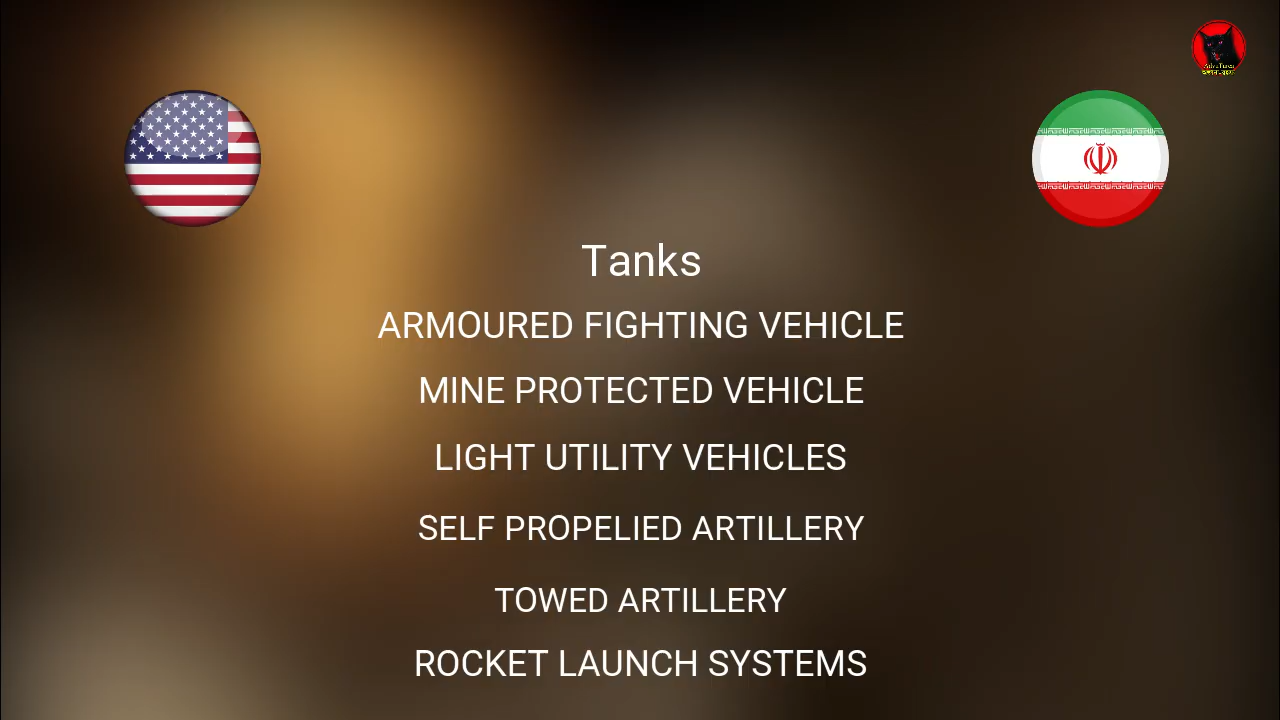 Tanks
ARMOURED FIGHTING VEHICLE
MINE PROTECTED VEHICLE
LIGHT UTILITY VEHICLES
SELF PROPELIED ARTILLERY
TOWED ARTILLERY
ROCKET LAUNCH SYSTEMS